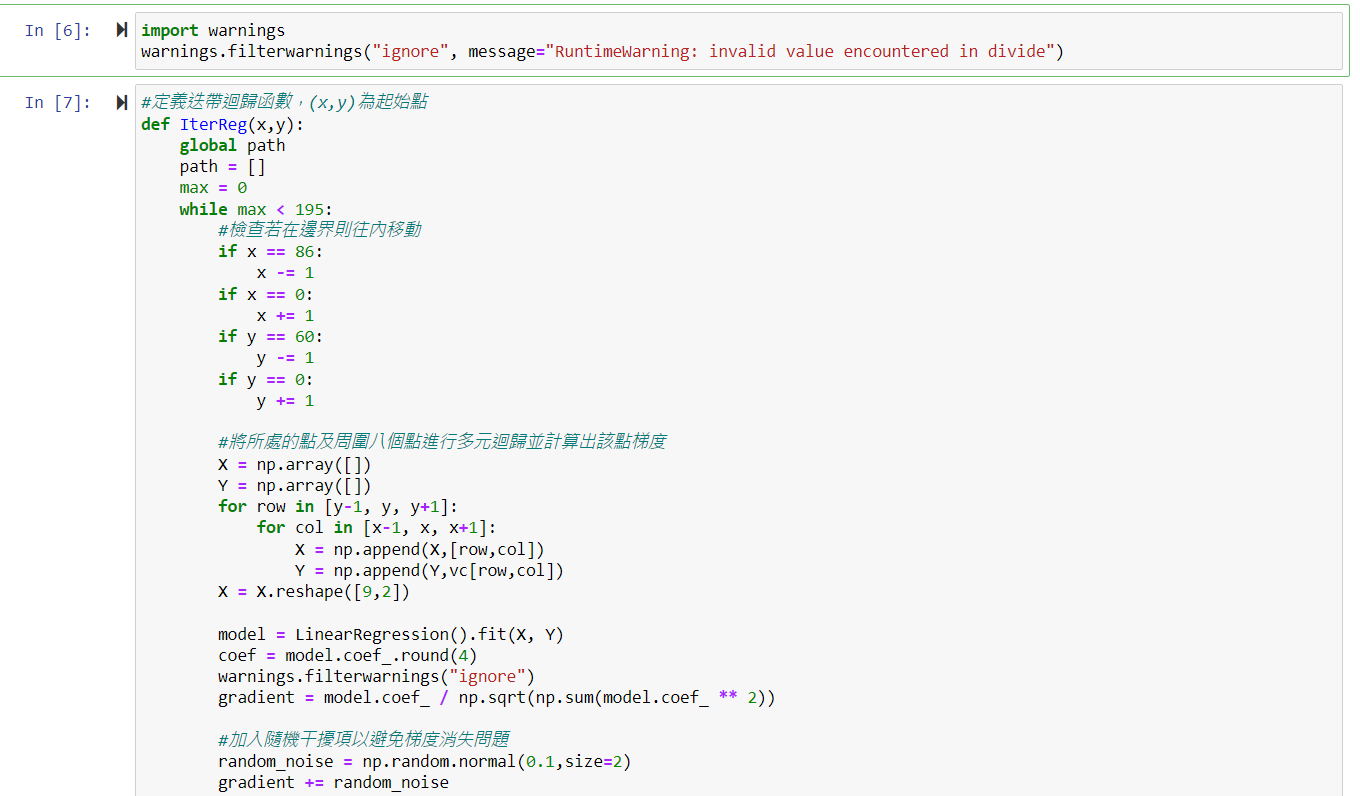 In [6]:
import warnings
warnings.filterwarnings("ignore", message="RuntimeWarning: invalid value encountered in divide")
In [7]:
#定義迭帶迴歸函數，(x,y)為起始點
def IterReg(x,y):
    global path
    path = []
    max = 0
    while max < 195:
        #檢查若在邊界則往內移動
        if x == 86:
            x -= 1
        if x == 0:
            x += 1
        if y == 60:
            y -= 1
        if y == 0:
            y += 1
        #將所處的點及周圍八個點進行多元迴歸並計算出該點梯度
        X = np.array([])
        Y = np.array([])
        for row in [y-1, y, y+1]:
            for col in [x-1, x, x+1]:
                X = np.append(X,[row,col])
                Y = np.append(Y,vc[row,col])
        X = X.reshape([9,2])
        model = LinearRegression().fit(X, Y)
        coef = model.coef_.round(4)
        warnings.filterwarnings("ignore")
        gradient = model.coef_ / np.sqrt(np.sum(model.coef_ ** 2))
        #加入隨機干擾項以避免梯度消失問題
        random_noise = np.random.normal(0.1,size=2)
        gradient += random_noise